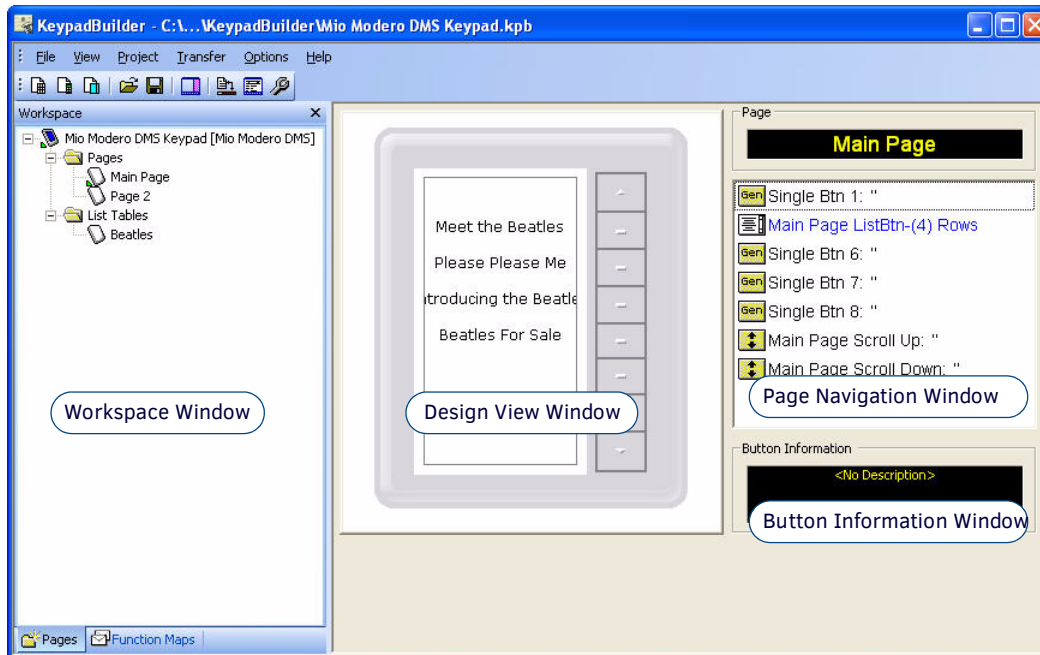 KeypadBuilder - C:\...\KeypadBuilder\Mio Modero DMS Keypad.kpb
File View Project Transfer Options Help
Workspace
Mio Modero DMS Keypad [Mio Modero DMS]
Pages
Main Page
Page 2
List Tables
Beatles
Workspace Window
Pages Function Maps
Meet the Beatles
Please Please Me
ntroducing the Beatle
Beatles For Sale
Design View Window
Page
Main Page
Gen Single Btn 1: "
Main Page ListBtn-(4) Rows
Gen Single Btn 6: "
Gen Single Btn 7: "
Gen Single Btn 8: "
Main Page Scroll Up: "
Main Page Scroll Down: "
Page Navigation Window
Button Information
<No Description>
Button Information Window